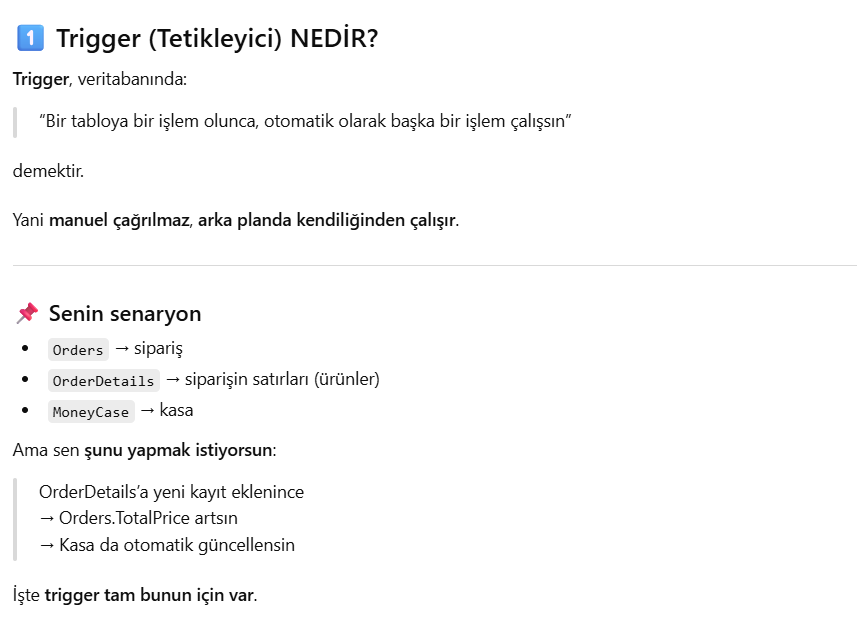 1 Trigger (Tetikleyici) NEDİR?
Trigger, veritabanında:
“Bir tabloya bir işlem olunca, otomatik olarak başka bir işlem çalışsın”
demektir.
Yani manuel çağrılmaz, arka planda kendiliğinden çalışır.
📌 Senin senaryon
• Orders → sipariş
• OrderDetails → siparişin satırları (ürünler)
• MoneyCase → kasa
Ama sen şunu yapmak istiyorsun:
OrderDetails’a yeni kayıt eklenince
→ Orders.TotalPrice artsın
→ Kasa da otomatik güncellensin
İşte trigger tam bunun için var.